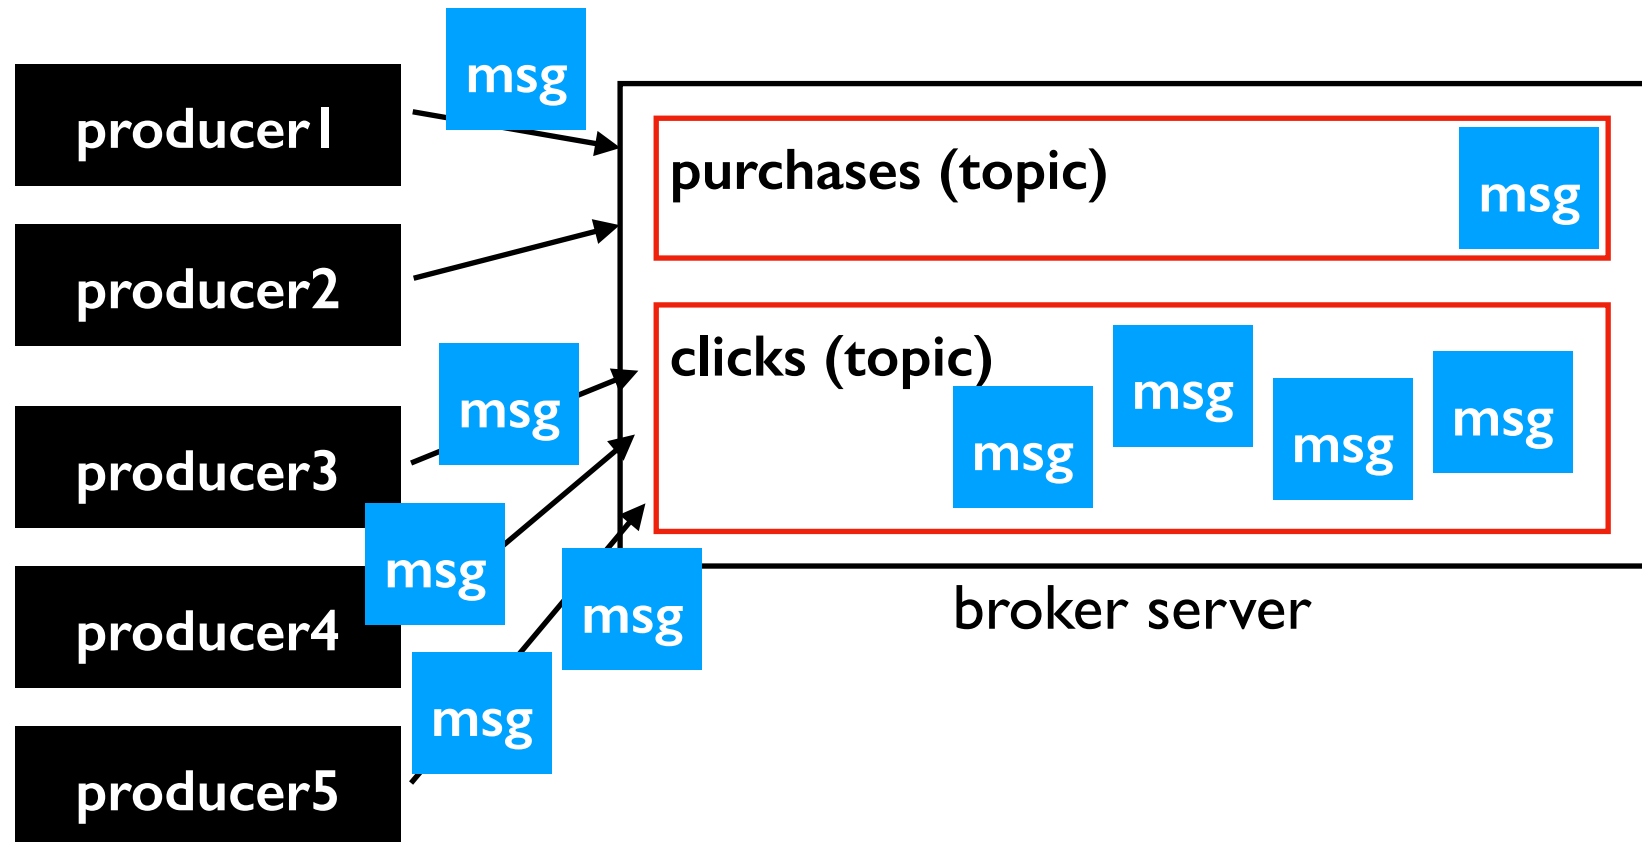 msg
producer1
purchases (topic)
msg
producer2
clicks (topic)
msg
msg
msg
msg
msg
producer3
msg
msg
broker server
producer4
msg
producer5